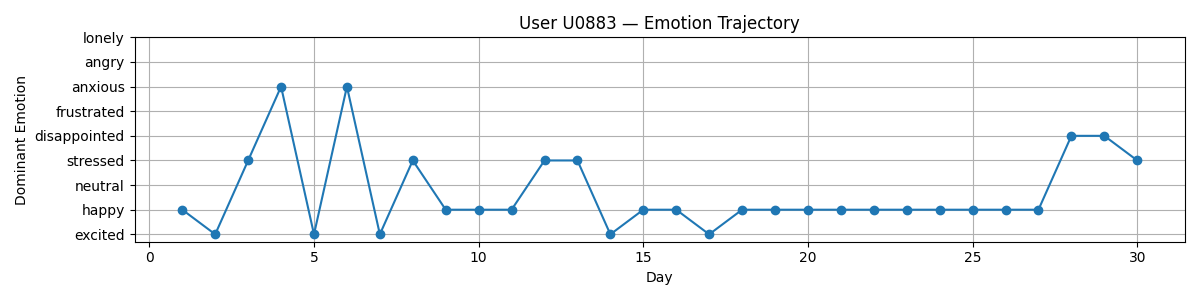 User U0883 — Emotion Trajectory
Dominant Emotion
lonely
angry
anxious
frustrated
disappointed
stressed
neutral
happy
excited
0 5 10 15 20 25 30
Day